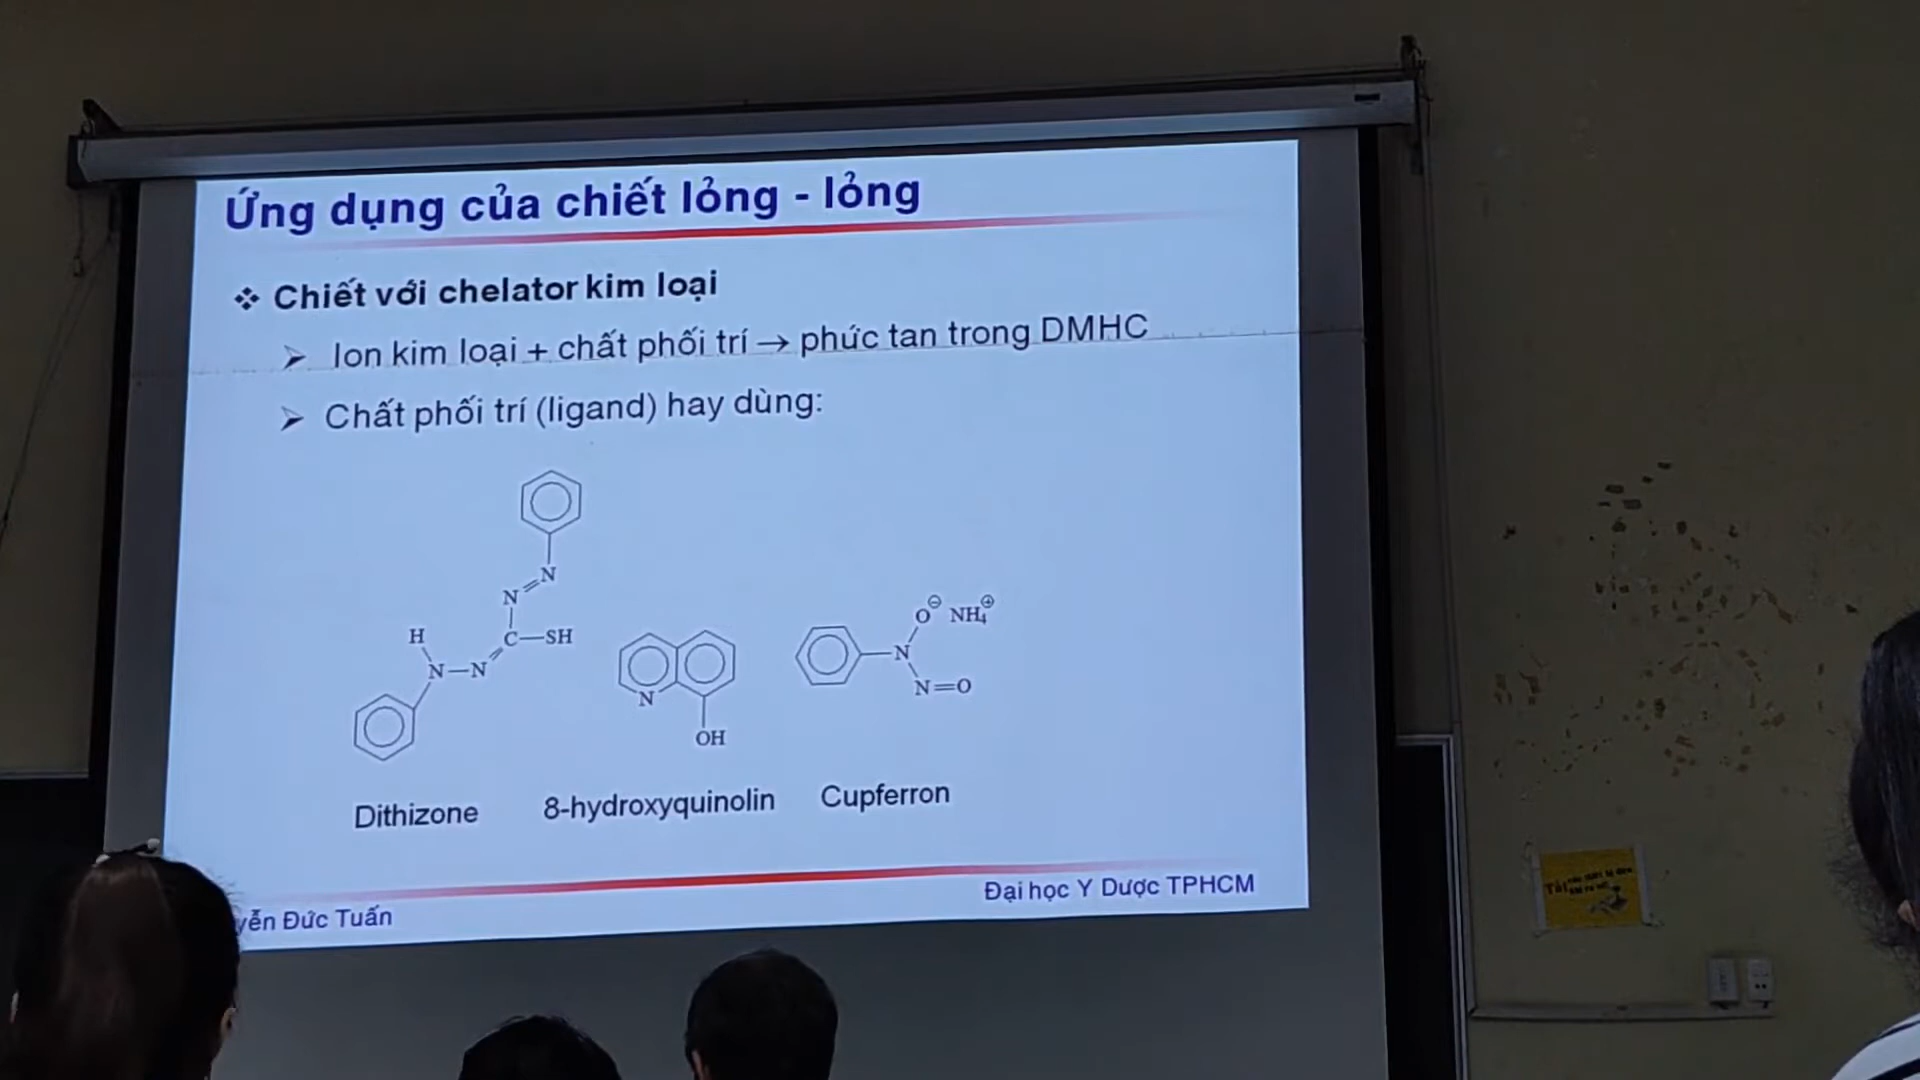 Ứng dụng của chiết lỏng - lỏng
❖ Chiết với chelator kim loại
➢ Ion kim loại + chất phối trí → phức tan trong DMHC
➢ Chất phối trí (ligand) hay dùng:
N
N
H
C—SH
N—N
N
OH
O⊖ NH₄⊕
N
N=O
Dithizone
8-hydroxyquinolin
Cupferron
yễn Đức Tuấn
Đại học Y Dược TPHCM